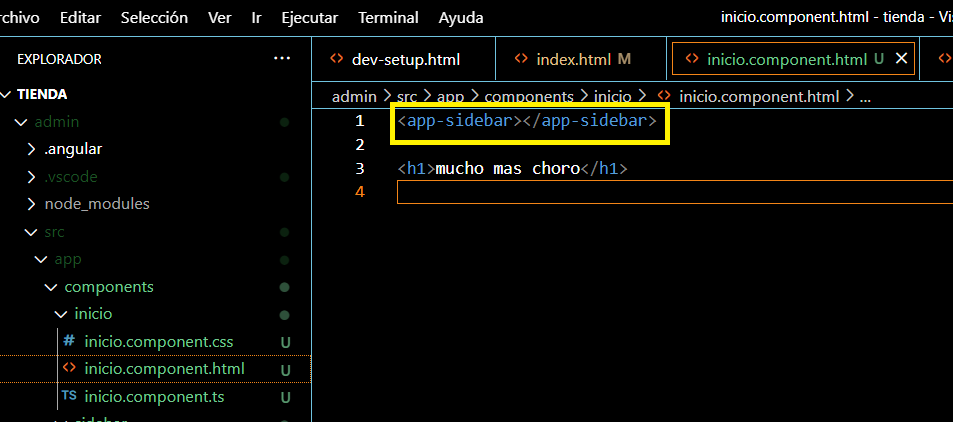 rchivo Editar Selección Ver Ir Ejecutar Terminal Ayuda inicio.component.html - tienda - Vis
EXPLORADOR ...
dev-setup.html index.html M inicio.component.html U
TIENDA
admin > src > app > components > inicio > inicio.component.html > ...
admin
.angular
.vscode
node_modules
src
app
components
inicio
# inicio.component.css U
<> inicio.component.html U
TS inicio.component.ts U
sidebar
1 <app-sidebar></app-sidebar>
2
3 <h1>mucho mas choro</h1>
4